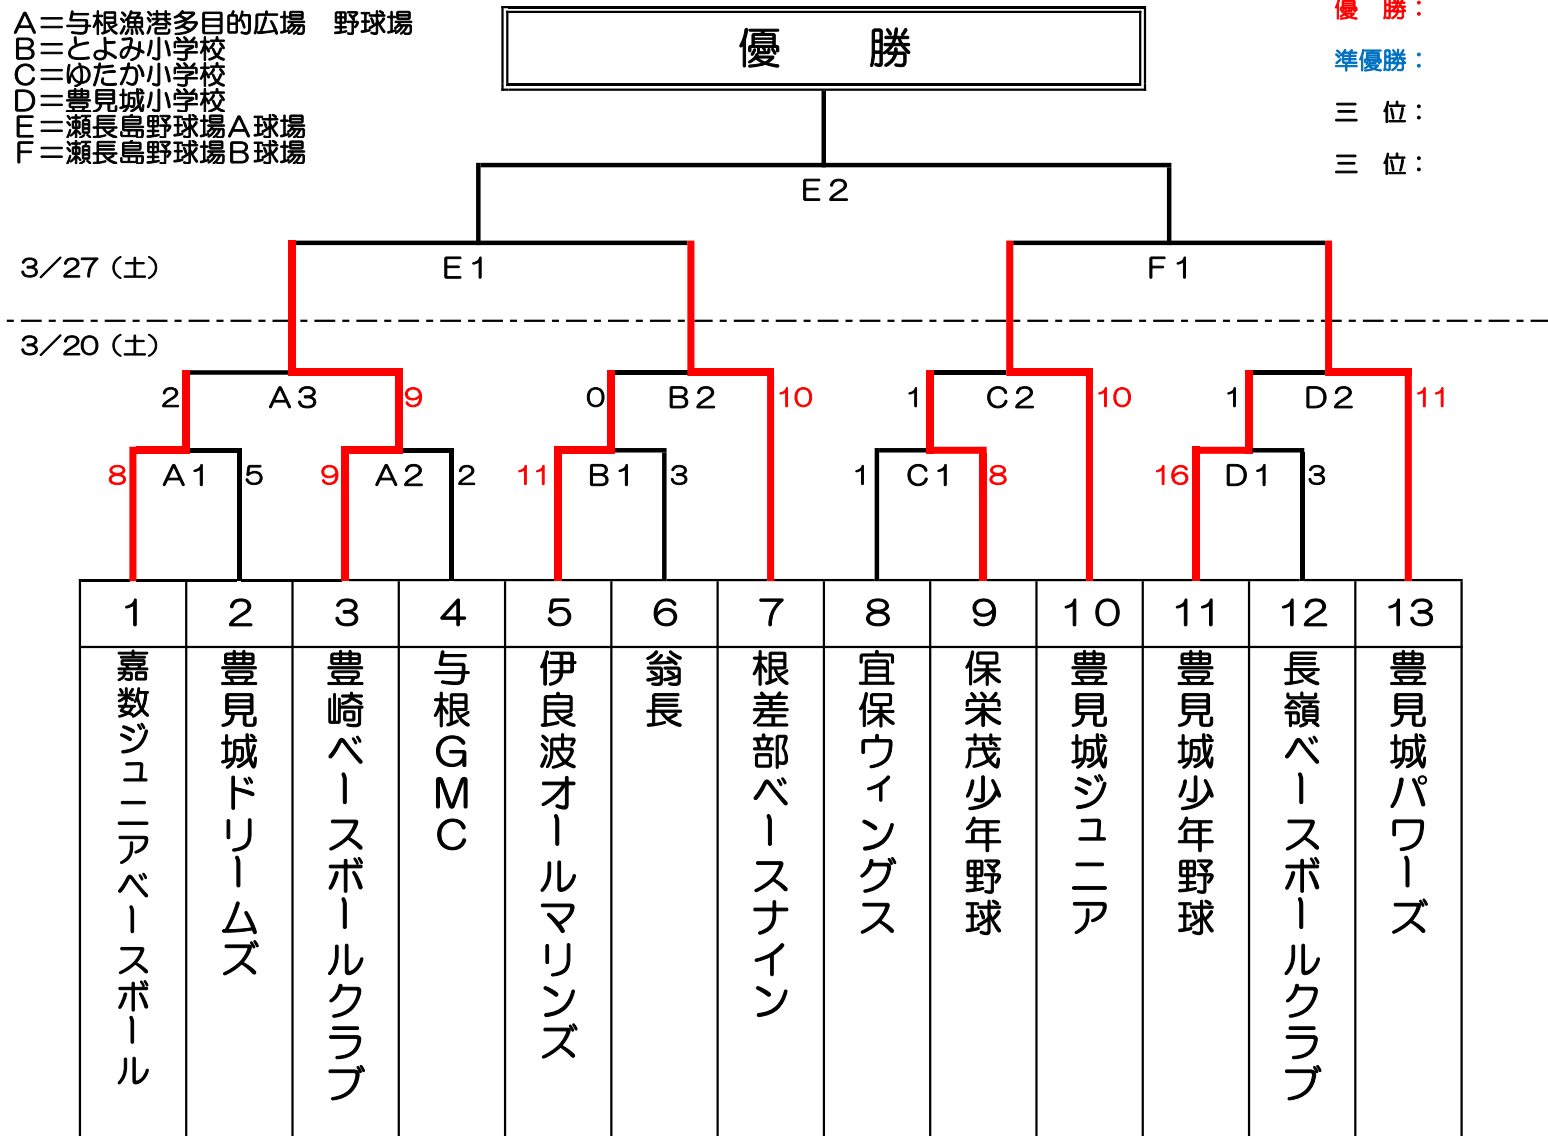 A＝与根漁港多目的広場　野球場
B＝とよみ小学校
C＝ゆたか小学校
D＝豊見城小学校
E＝瀬長島野球場A球場
F＝瀬長島野球場B球場
優　　勝
優　勝：
準優勝：
三　位：
三　位：
E2
3／27（土）
E1
F1
3／20（土）
2
A3
9
0
B2
10
1
C2
10
1
D2
11
8
A1
5
9
A2
2
11
B1
3
1
C1
8
16
D1
3
1
2
3
4
5
6
7
8
9
10
11
12
13
嘉数ジュニアベースボール
豊見城ドリームズ
豊崎ベースボールクラブ
与根GMC
伊良波オールマリンズ
翁長
根差部ベースナイン
宜保ウィングス
保栄茂少年野球
豊見城ジュニア
豊見城少年野球
長嶺ベースボールクラブ
豊見城パワーズ